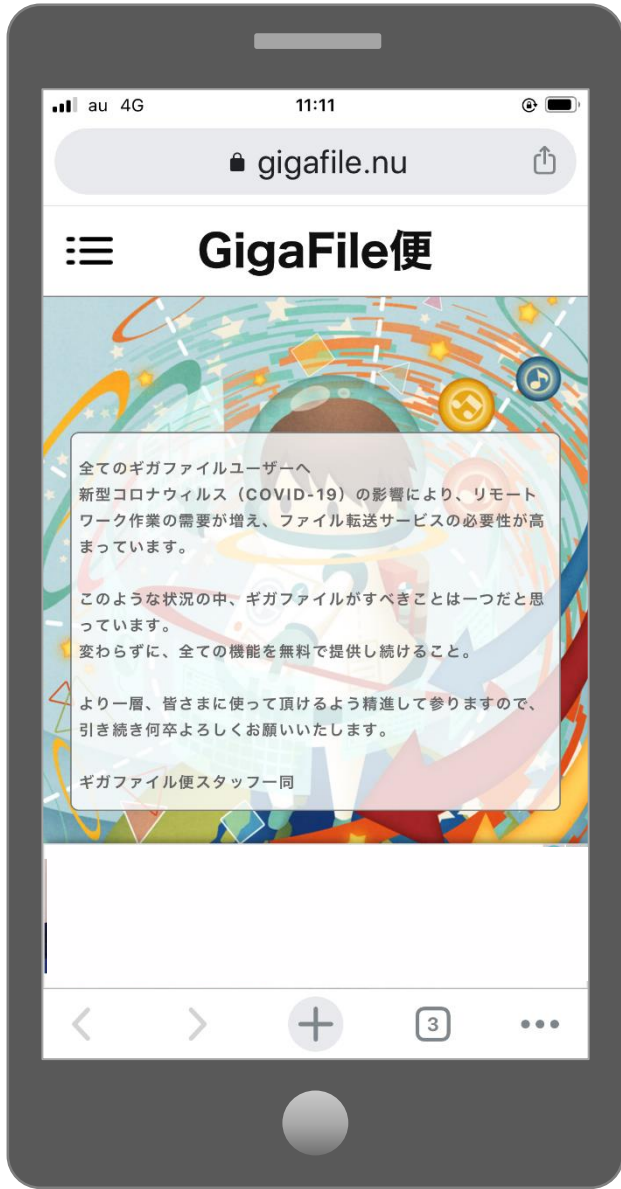 au 4G 11:11
gigafile.nu
GigaFile便
全てのギガファイルユーザーへ
新型コロナウィルス（COVID-19）の影響により、リモート
ワーク作業の需要が増え、ファイル転送サービスの必要性が高
まっています。
このような状況の中、ギガファイルがすべきことは一つだと思
っています。
変わらずに、全ての機能を無料で提供し続けること。
より一層、皆さまに使って頂けるよう精進して参りますので、
引き続き何卒よろしくお願いいたします。
ギガファイル便スタッフ一同
3